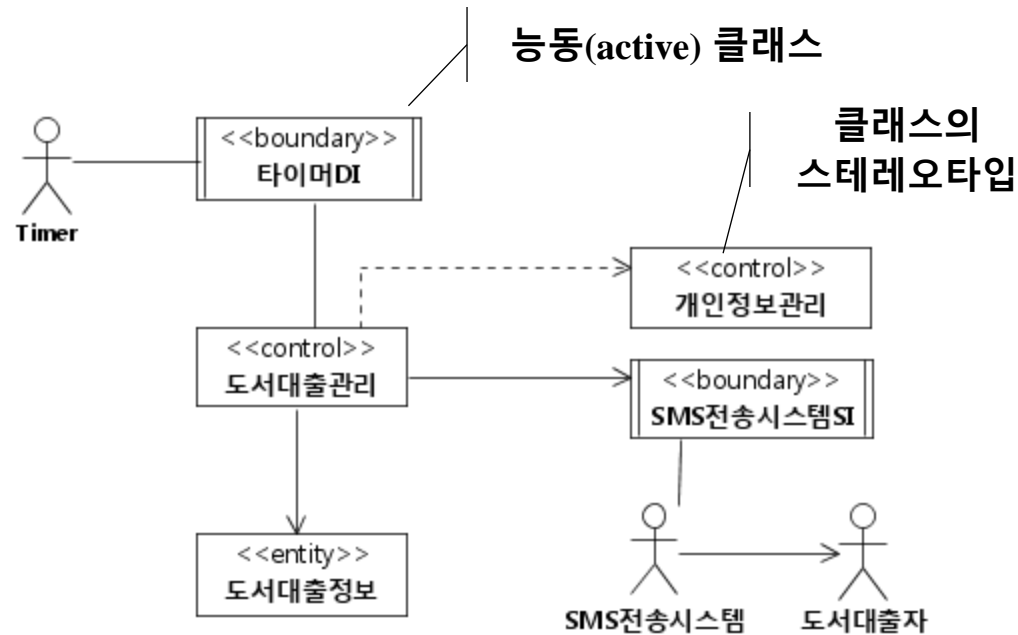 능동(active) 클래스
클래스의
스테레오타입
<<boundary>>
타이머DI
Timer
<<control>>
개인정보관리
<<control>>
도서대출관리
<<boundary>>
SMS전송시스템SI
<<entity>>
도서대출정보
SMS전송시스템
도서대출자